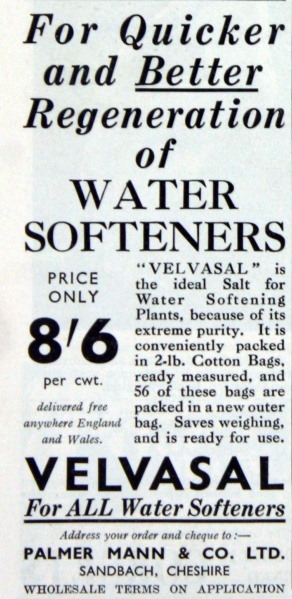 For Quicker
and Better
Regeneration
of
WATER
SOFTENERS
PRICE
ONLY
8/6
per cwt.
delivered free
anywhere England
and Wales.
"VELVASAL" is
the ideal Salt for
Water Softening
Plants, because of its
extreme purity. It is
conveniently packed
in 2-lb. Cotton Bags,
ready measured, and
56 of these bags are
packed in a new outer
bag. Saves weighing,
and is ready for use.
VELVASAL
For ALL Water Softeners
Address your order and cheque to :—
PALMER MANN & CO. LTD.
SANDBACH, CHESHIRE
WHOLESALE TERMS ON APPLICATION